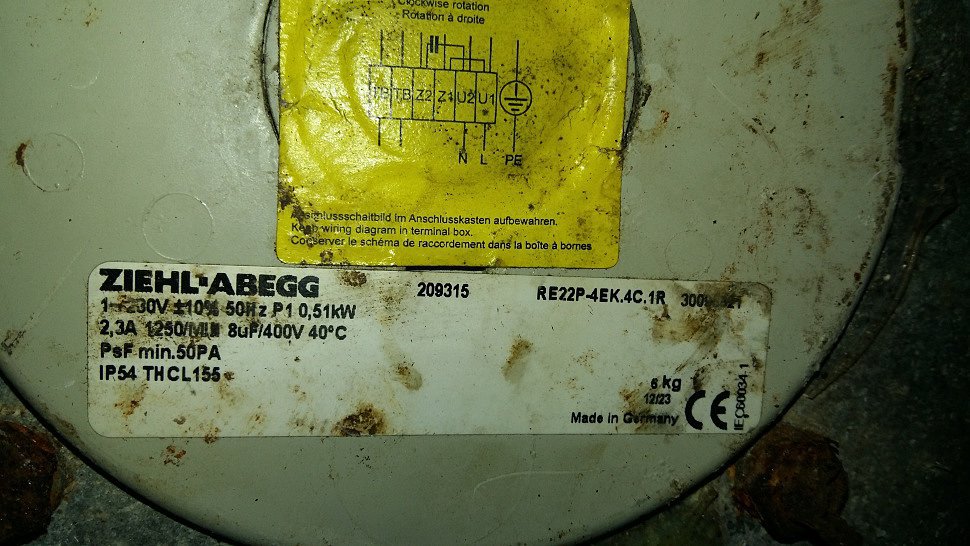 Clockwise rotation
Rotation à droite
TB TB Z2 Z1 U2 U1
N L PE
Anschlussschaltbild im Anschlusskasten aufbewahren.
Keep wiring diagram in terminal box.
Conserver le schéma de raccordement dans la boîte à bornes
ZIEHL-ABEGG 209315 RE22P-4EK.4C.1R
1~ 230V ±10% 50Hz P1 0,51kW
2,3A 1250/MIN 8uF/400V 40°C
PsF min.50PA
IP54 THCL155
6 kg
12/23
Made in Germany CE
IEC60034-1